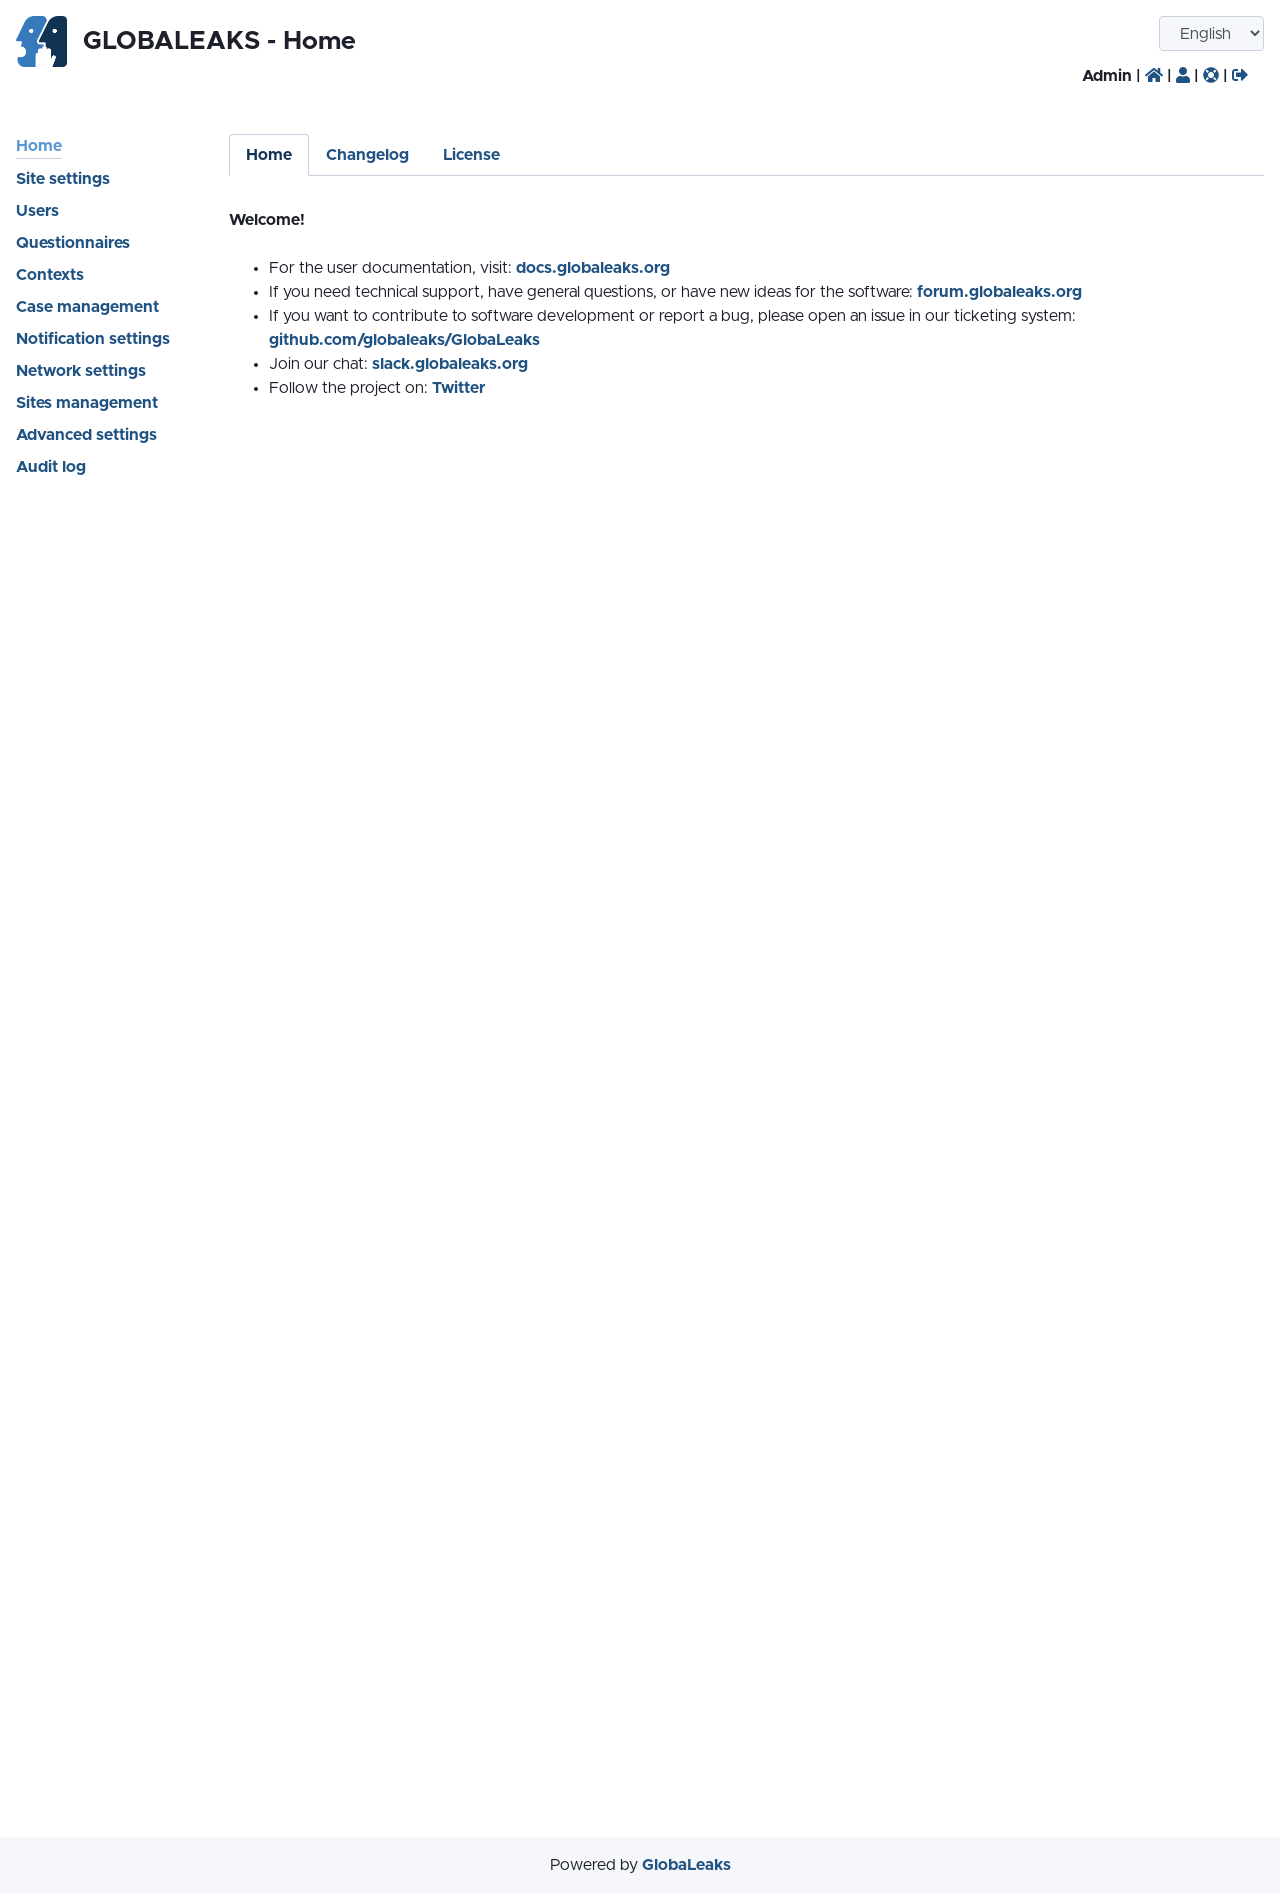 GLOBALEAKS - Home
English
Admin | | | |
Home
Site settings
Users
Questionnaires
Contexts
Case management
Notification settings
Network settings
Sites management
Advanced settings
Audit log
Home Changelog License
Welcome!
For the user documentation, visit: docs.globaleaks.org
If you need technical support, have general questions, or have new ideas for the software: forum.globaleaks.org
If you want to contribute to software development or report a bug, please open an issue in our ticketing system:
github.com/globaleaks/GlobaLeaks
Join our chat: slack.globaleaks.org
Follow the project on: Twitter
Powered by GlobaLeaks